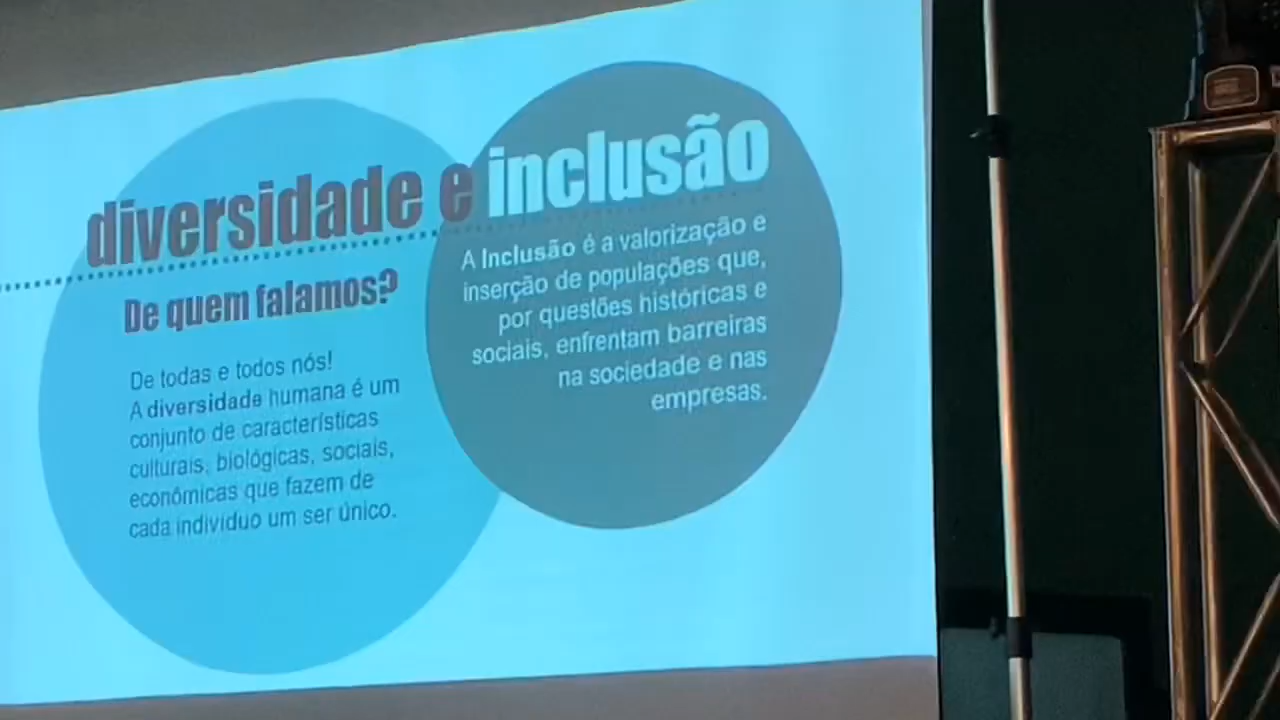 diversidade e inclusão
De quem falamos?
De todas e todos nós!
A diversidade humana é um
conjunto de características
culturais, biológicas, sociais,
econômicas que fazem de
cada indivíduo um ser único.
A Inclusão é a valorização e
inserção de populações que,
por questões históricas e
sociais, enfrentam barreiras
na sociedade e nas
empresas.